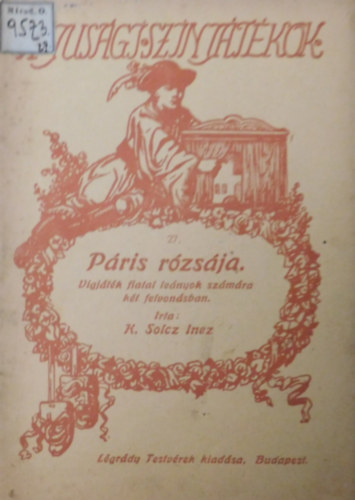 IFJUSÁGI SZINJÁTÉKOK.
9573
27.
Páris rózsája.
Vigjáték fiatal leányok számára
két felvonásban.
Irta:
K. Solcz Inez
Légrády Testvérek kiadása, Budapest.